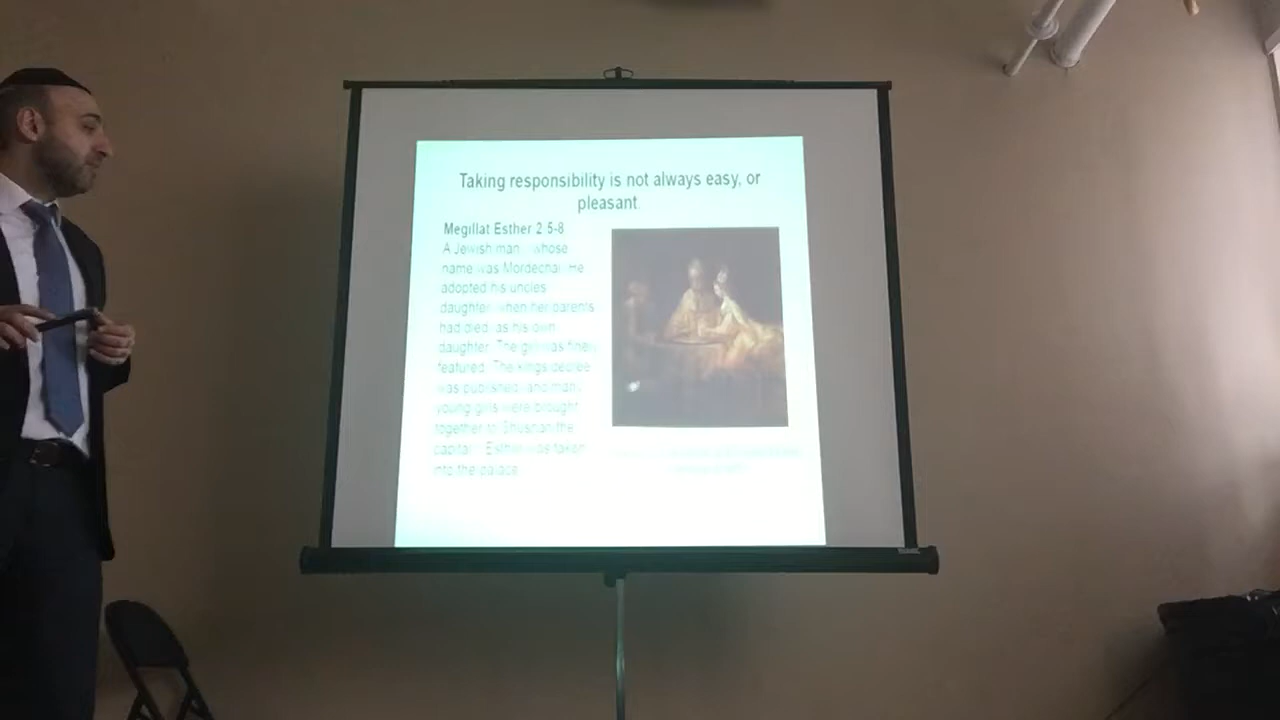 Taking responsibility is not always easy, or
pleasant.
Megillat Esther 2 5-8
A Jewish man, whose
name was Mordechai. He
adopted his uncles
daughter, when her parents
had died, as his own
daughter. The girl was finely
featured. The kings decree
was published, and many
young girls were brought
together to Shushan the
capital. Esther was taken
into the palace